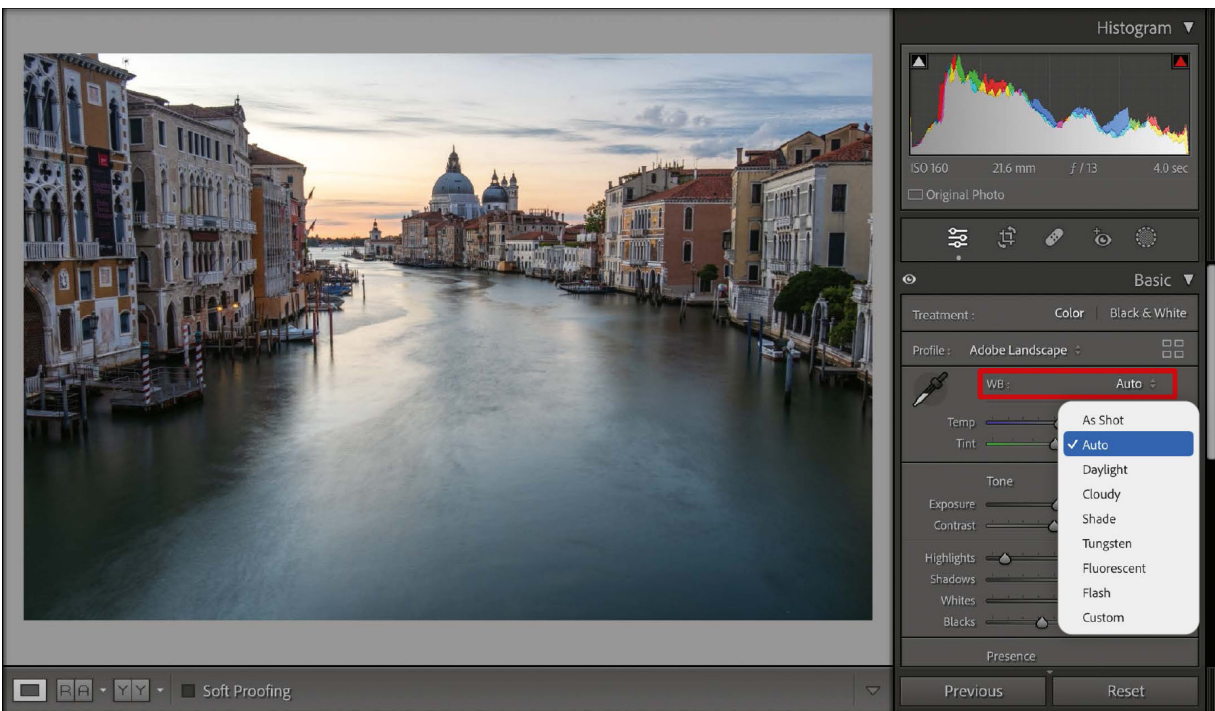 Histogram
ISO 160 21.6 mm ƒ / 13 4.0 sec
Original Photo
Basic
Treatment : Color Black & White
Profile : Adobe Landscape
WB : Auto
Temp
Tint
As Shot
Auto
Daylight
Cloudy
Shade
Tungsten
Fluorescent
Flash
Custom
Tone
Exposure
Contrast
Highlights
Shadows
Whites
Blacks
Presence
R A Y Y Soft Proofing
Previous Reset